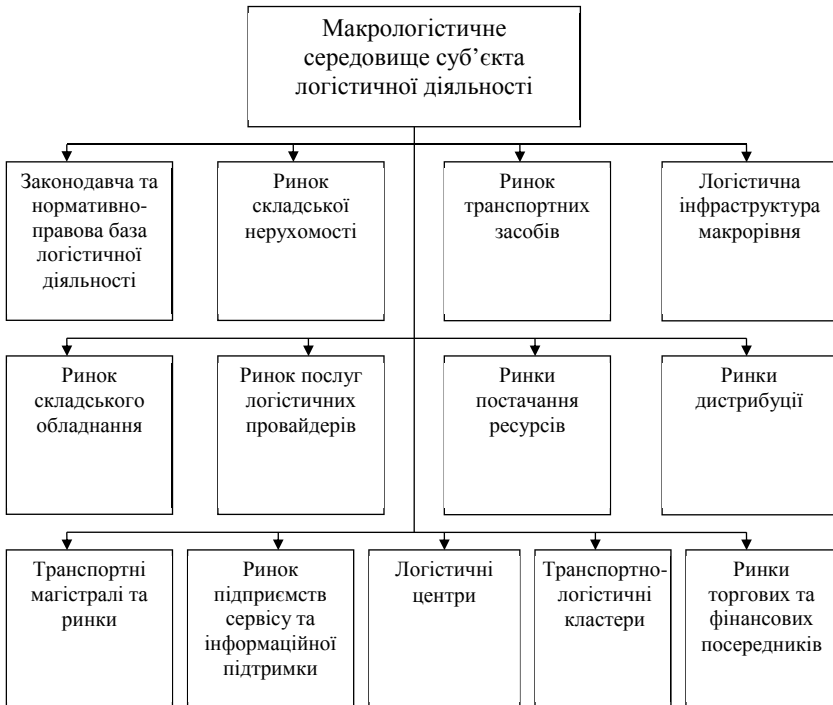 Макрологістичне
середовище суб’єкта
логістичної діяльності
Законодавча та
нормативно-
правова база
логістичної
діяльності
Ринок
складської
нерухомості
Ринок
транспортних
засобів
Логістична
інфраструктура
макрорівня
Ринок
складського
обладнання
Ринок послуг
логістичних
провайдерів
Ринки
постачання
ресурсів
Ринки
дистрибуції
Транспортні
магістралі та
ринки
Ринок
підприємств
сервісу та
інформаційної
підтримки
Логістичні
центри
Транспортно-
логістичні
кластери
Ринки
торгових та
фінансових
посередників